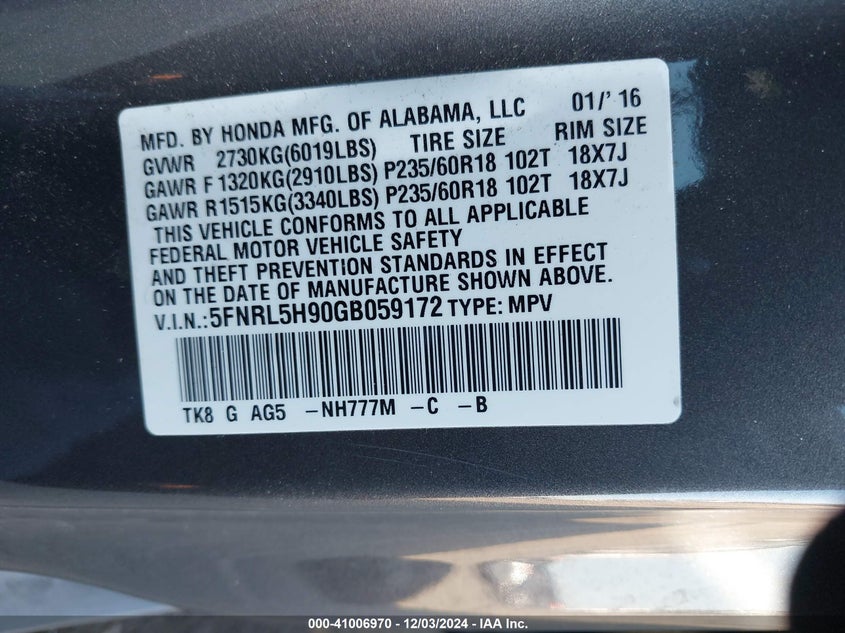 MFD. BY HONDA MFG. OF ALABAMA, LLC 01/'16
GVWR 2730KG(6019LBS) TIRE SIZE RIM SIZE
GAWR F 1320KG(2910LBS) P235/60R18 102T 18X7J
GAWR R1515KG(3340LBS) P235/60R18 102T 18X7J
THIS VEHICLE CONFORMS TO ALL APPLICABLE
FEDERAL MOTOR VEHICLE SAFETY
AND THEFT PREVENTION STANDARDS IN EFFECT
ON THE DATE OF MANUFACTURE SHOWN ABOVE.
V.I.N.:5FNRL5H90GB059172 TYPE: MPV
TK8 G AG5 -NH777M -C -B
000-41006970 - 12/03/2024 - IAA Inc.